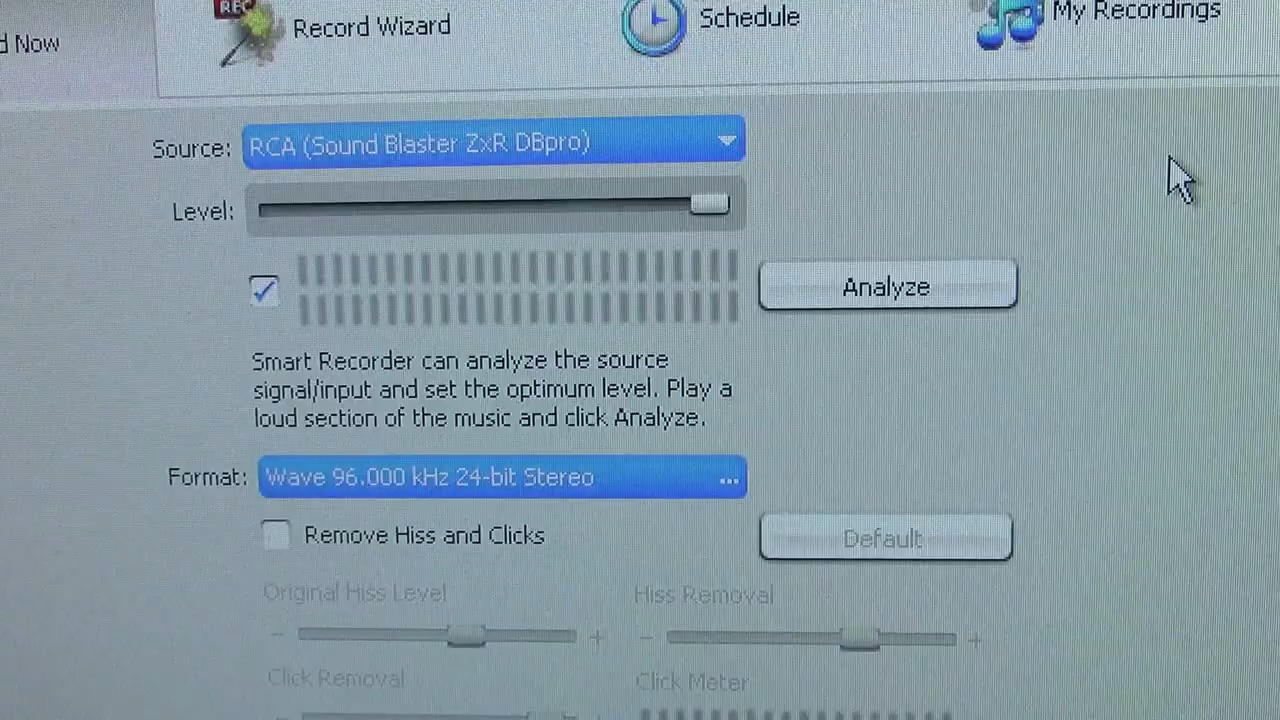 REC
Record Wizard
Schedule
My Recordings
Now
Source:
RCA (Sound Blaster ZxR DBpro)
Level:
Analyze
Smart Recorder can analyze the source
signal/input and set the optimum level. Play a
loud section of the music and click Analyze.
Format:
Wave 96.000 kHz 24-bit Stereo
...
Remove Hiss and Clicks
Default
Original Hiss Level
Hiss Removal
- +
- +
Click Removal
Click Meter